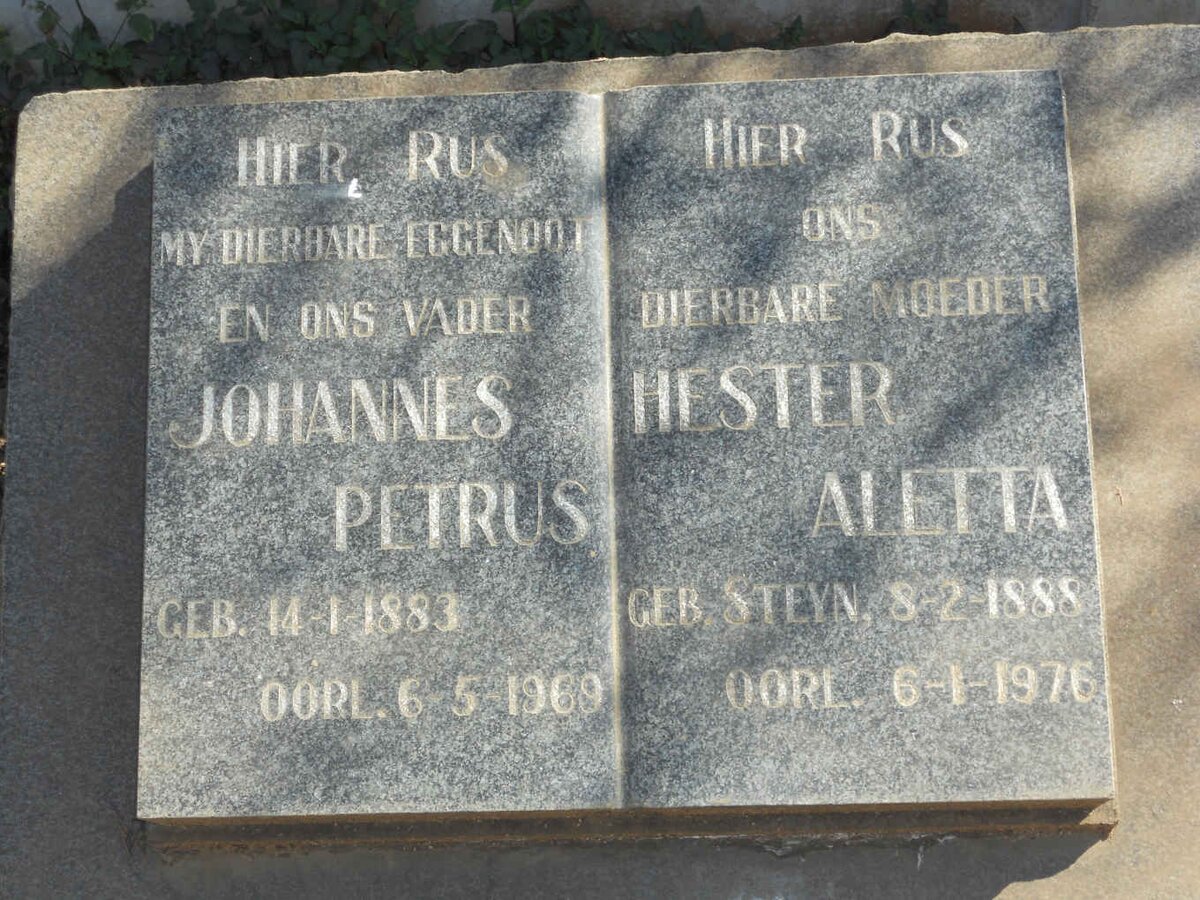 HIER RUS
MY DIERBARE EGGENOOT
EN ONS VADER
JOHANNES
PETRUS
GEB. 14-1-1883
OORL. 6-5-1969
HIER RUS
ONS
DIERBARE MOEDER
HESTER
ALETTA
GEB. STEYN. 8-2-1888
OORL. 6-1-1976